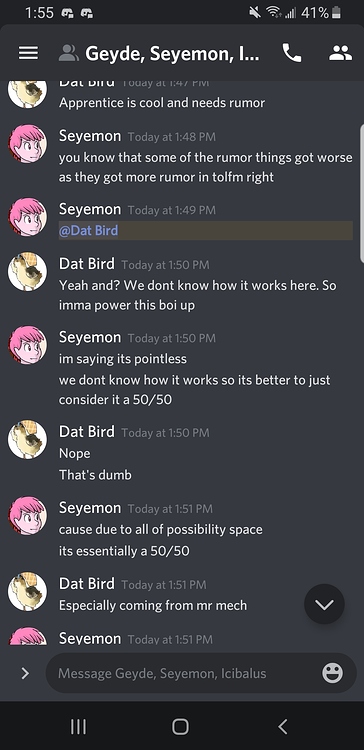 1:55
41%
Geyde, Seyemon, I...
Dat Bird Today at 1:47 PM
Apprentice is cool and needs rumor
Seyemon Today at 1:48 PM
you know that some of the rumor things got worse
as they got more rumor in tolfm right
Seyemon Today at 1:49 PM
@Dat Bird
Dat Bird Today at 1:50 PM
Yeah and? We dont know how it works here. So
imma power this boi up
Seyemon Today at 1:50 PM
im saying its pointless
we dont know how it works so its better to just
consider it a 50/50
Dat Bird Today at 1:50 PM
Nope
That's dumb
Seyemon Today at 1:51 PM
cause due to all of possibility space
its essentially a 50/50
Dat Bird Today at 1:51 PM
Especially coming from mr mech
Seyemon Today at 1:51 PM
Message Geyde, Seyemon, Icibalus